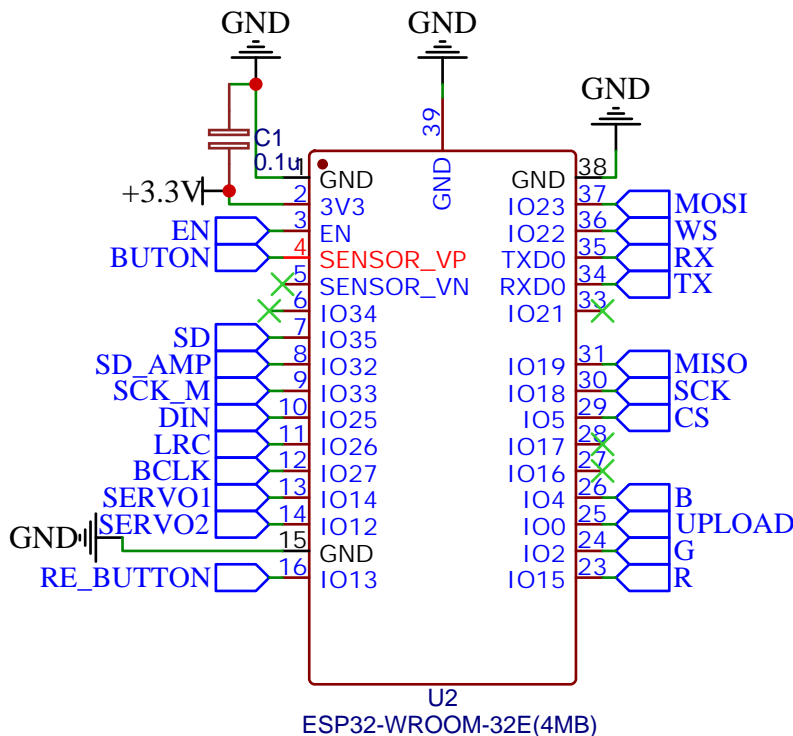 GND
GND
GND
C1
0.1u
+3.3V
39
GND
1 GND
2 3V3
EN 3 EN
BUTON 4 SENSOR_VP
5 SENSOR_VN
6 IO34
SD 7 IO35
SD_AMP 8 IO32
SCK_M 9 IO33
DIN 10 IO25
LRC 11 IO26
BCLK 12 IO27
SERVO1 13 IO14
SERVO2 14 IO12
GND 15 GND
RE_BUTTON 16 IO13
GND 38
IO23 37 MOSI
IO22 36 WS
TXD0 35 RX
RXD0 34 TX
IO21 33
IO19 31 MISO
IO18 30 SCK
IO5 29 CS
IO17 28
IO16 27
IO4 26 B
IO0 25 UPLOAD
IO2 24 G
IO15 23 R
U2
ESP32-WROOM-32E(4MB)